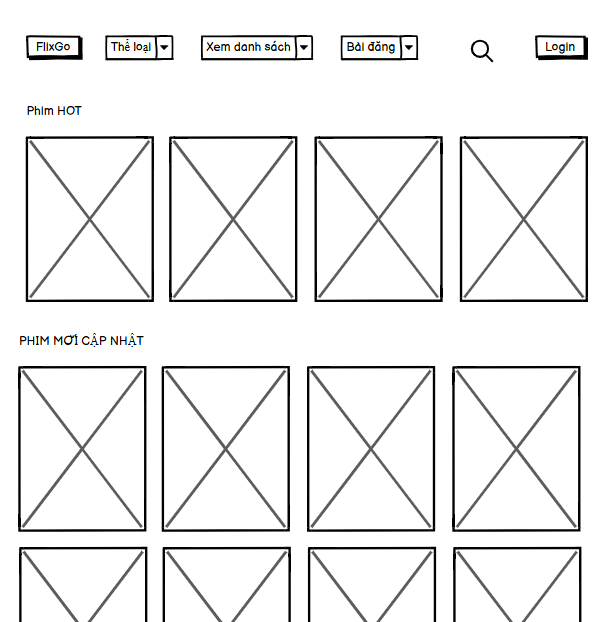 FlixGo Thể loại Xem danh sách Bài đăng Login
Phim HOT
PHIM MỚI CẬP NHẬT